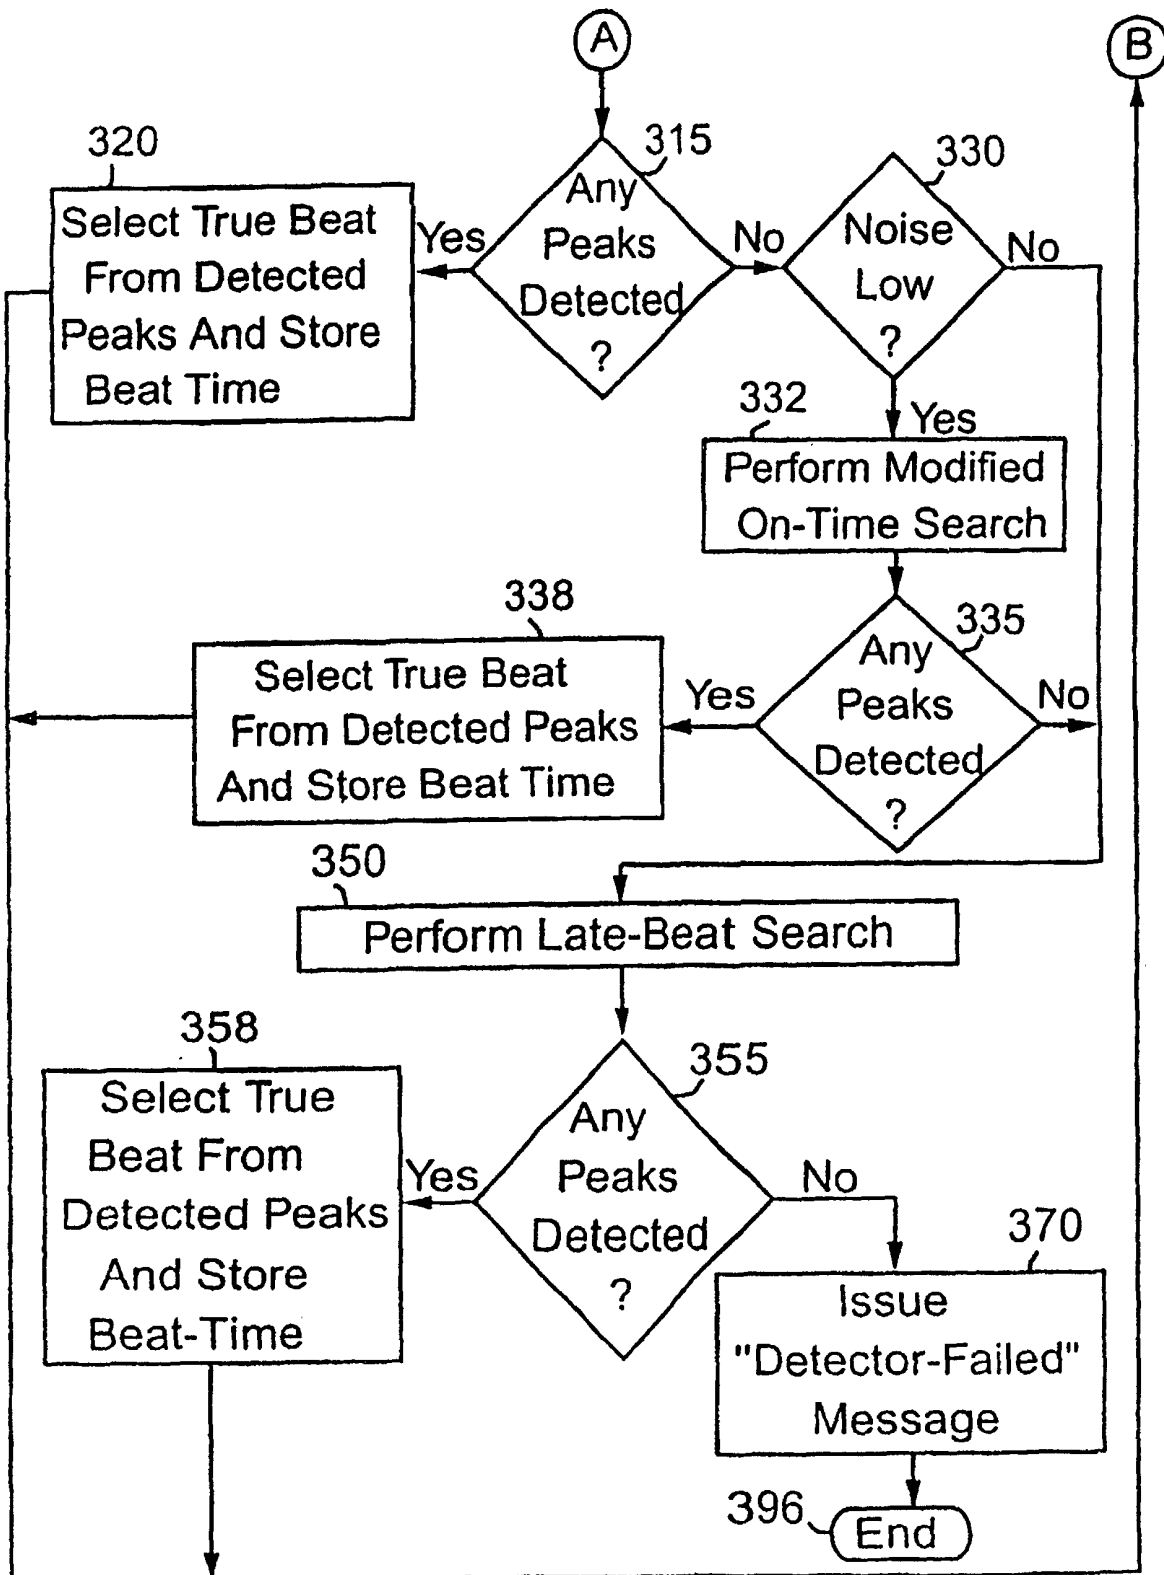 A
B
320
315
330
Select True Beat
From Detected
Peaks And Store
Beat Time
Yes
Any
Peaks
Detected
?
No
Noise
Low
?
No
332
Yes
Perform Modified
On-Time Search
338
335
Select True Beat
From Detected Peaks
And Store Beat Time
Yes
Any
Peaks
Detected
?
No
350
Perform Late-Beat Search
358
355
Select True
Beat From
Detected Peaks
And Store
Beat-Time
Yes
Any
Peaks
Detected
?
No
370
Issue
"Detector-Failed"
Message
396
End